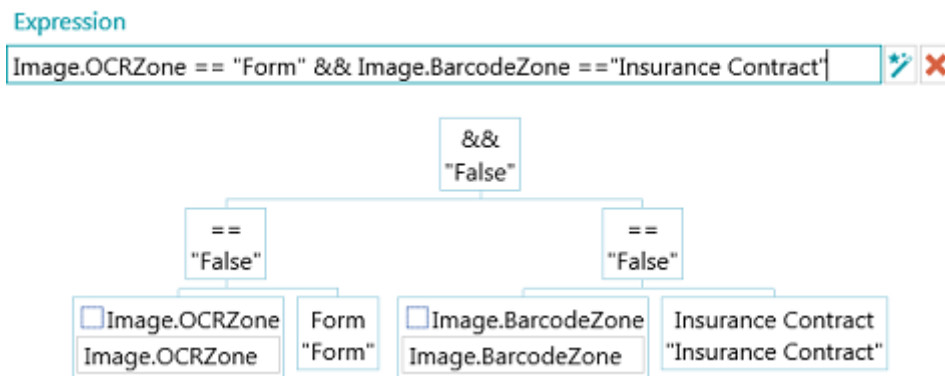 Expression
Image.OCRZone == "Form" && Image.BarcodeZone =="Insurance Contract"
&&
"False"
==
==
"False"
"False"
Image.OCRZone
Form
Image.BarcodeZone
Insurance Contract
Image.OCRZone
"Form"
Image.BarcodeZone
"Insurance Contract"